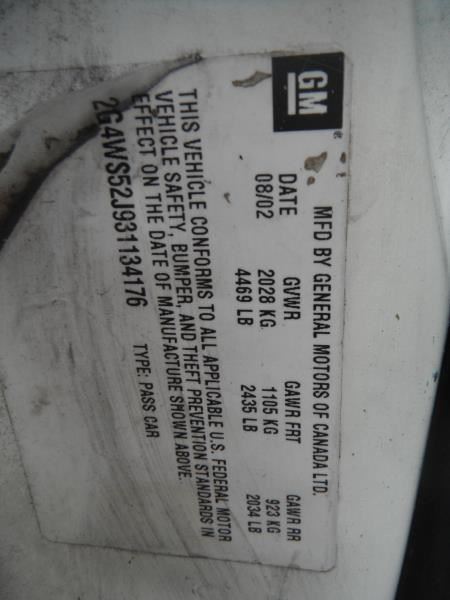 GM
MFD BY GENERAL MOTORS OF CANADA LTD.
DATE GVWR GAWR FRT GAWR RR
08/02 2028 KG 1105 KG 923 KG
4469 LB 2435 LB 2034 LB
THIS VEHICLE CONFORMS TO ALL APPLICABLE U.S. FEDERAL MOTOR
VEHICLE SAFETY, BUMPER, AND THEFT PREVENTION STANDARDS IN
EFFECT ON THE DATE OF MANUFACTURE SHOWN ABOVE.
2G4WS52J931134176 TYPE: PASS CAR